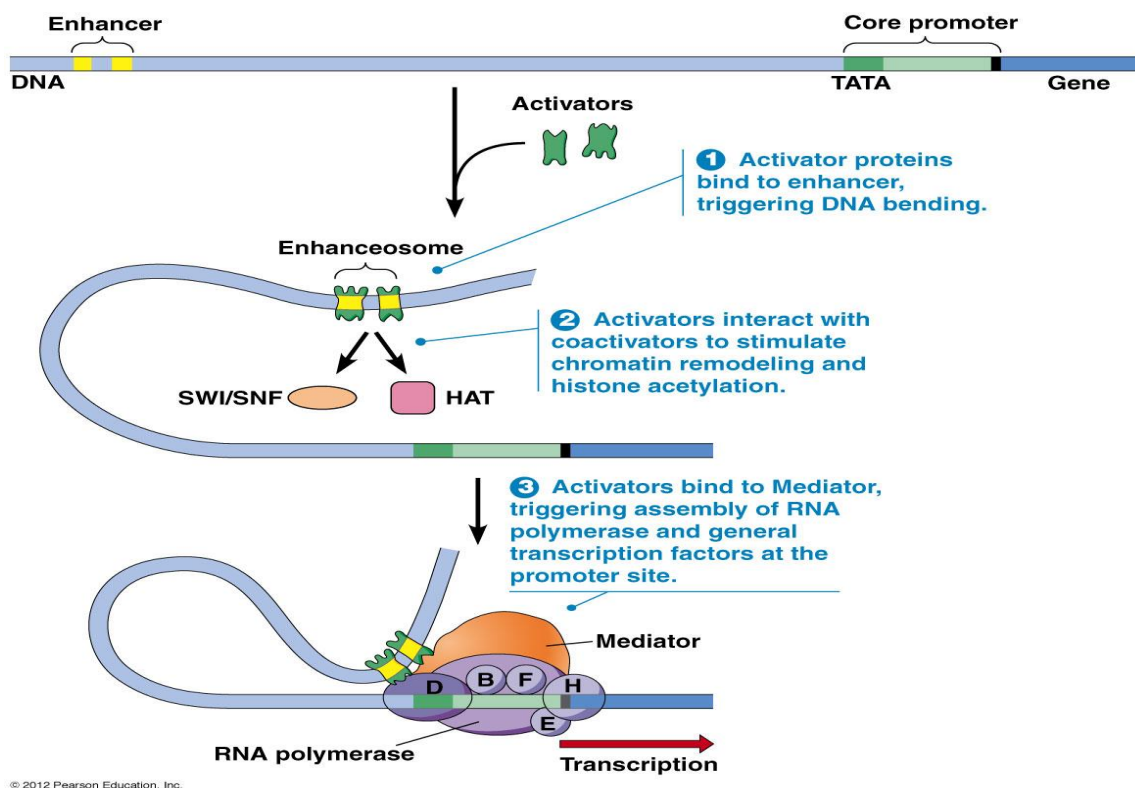 Enhancer
Core promoter
DNA
TATA
Gene
Activators
1 Activator proteins
bind to enhancer,
triggering DNA bending.
Enhanceosome
2 Activators interact with
coactivators to stimulate
chromatin remodeling and
histone acetylation.
SWI/SNF
HAT
3 Activators bind to Mediator,
triggering assembly of RNA
polymerase and general
transcription factors at the
promoter site.
Mediator
D
B
F
H
E
RNA polymerase
Transcription
© 2012 Pearson Education, Inc.